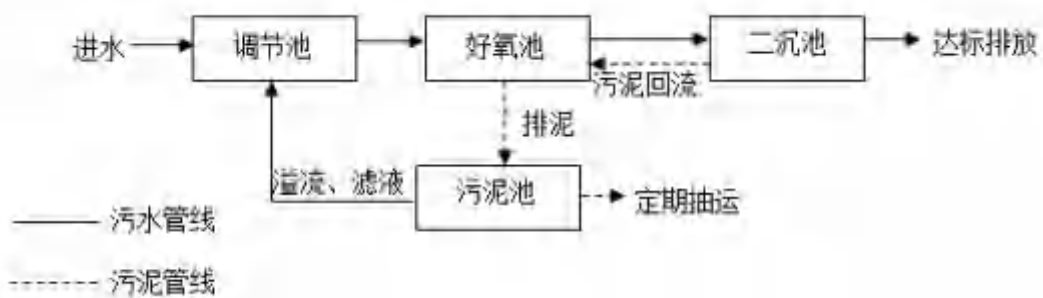 进水
调节池
好氧池
二沉池
达标排放
污泥回流
排泥
溢流、滤液
污泥池
定期抽运
污水管线
污泥管线